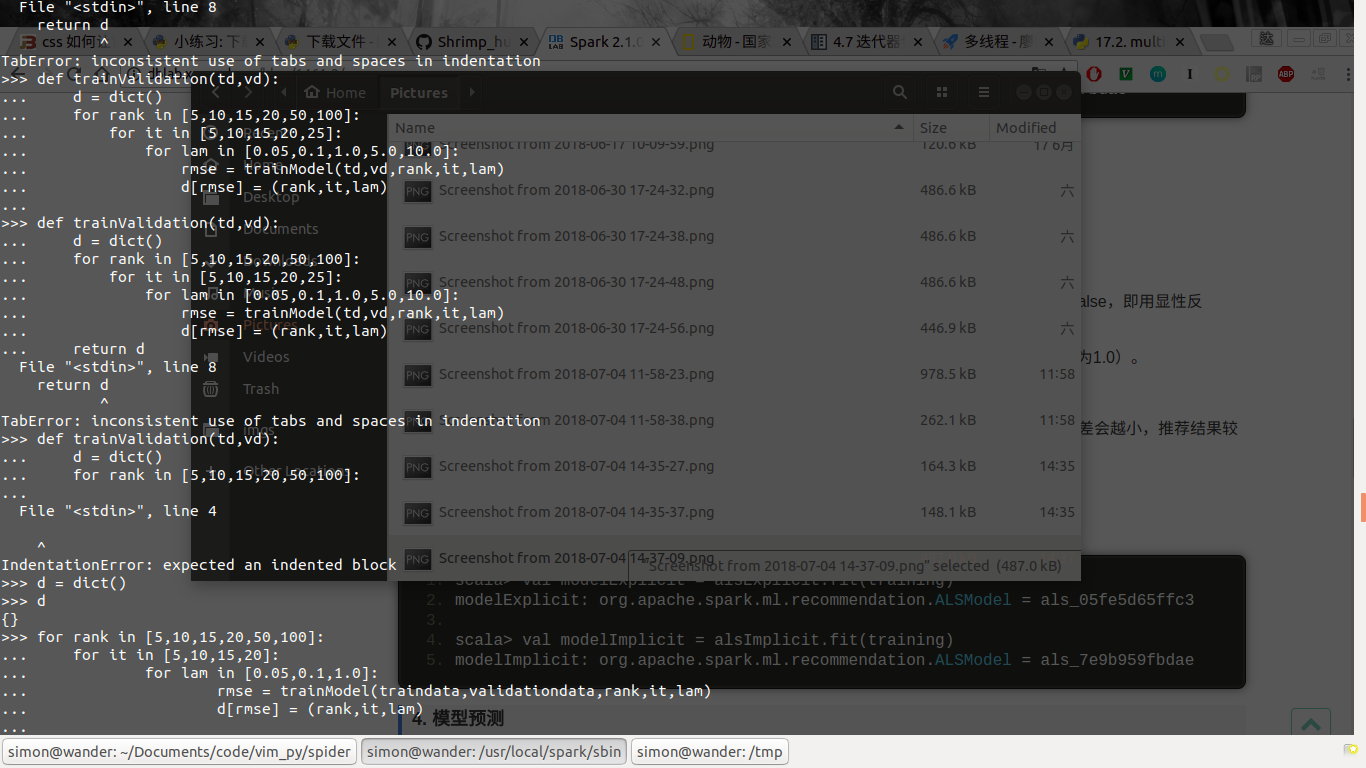 File "<stdin>", line 8
    return d
           ^
TabError: inconsistent use of tabs and spaces in indentation
>>> def trainValidation(td,vd):
...     d = dict()
...     for rank in [5,10,15,20,50,100]:
...         for it in [5,10,15,20,25]:
...             for lam in [0.05,0.1,1.0,5.0,10.0]:
...                 rmse = trainModel(td,vd,rank,it,lam)
...                 d[rmse] = (rank,it,lam)
...
>>> def trainValidation(td,vd):
...     d = dict()
...     for rank in [5,10,15,20,50,100]:
...         for it in [5,10,15,20,25]:
...             for lam in [0.05,0.1,1.0,5.0,10.0]:
...                 rmse = trainModel(td,vd,rank,it,lam)
...                 d[rmse] = (rank,it,lam)
...     return d
  File "<stdin>", line 8
    return d
           ^
TabError: inconsistent use of tabs and spaces in indentation
>>> def trainValidation(td,vd):
...     d = dict()
...     for rank in [5,10,15,20,50,100]:
...
  File "<stdin>", line 4

    ^
IndentationError: expected an indented block
>>> d = dict()
>>> d
{}
>>> for rank in [5,10,15,20,50,100]:
...     for it in [5,10,15,20]:
...             for lam in [0.05,0.1,1.0]:
...                     rmse = trainModel(traindata,validationdata,rank,it,lam)
...                     d[rmse] = (rank,it,lam)
...
小练习: 下
下载文件 -
Shrimp_hu
Spark 2.1.
动物 - 国家
4.7 迭代器
多线程 - 廖
17.2. multi
Home
Pictures
Name Size Modified
Screenshot from 2018-06-30 17-24-32.png 486.6 kB 六
Screenshot from 2018-06-30 17-24-38.png 486.6 kB 六
Screenshot from 2018-06-30 17-24-48.png 486.6 kB 六
Screenshot from 2018-06-30 17-24-56.png 446.9 kB 六
Screenshot from 2018-07-04 11-58-23.png 978.5 kB 11:58
Screenshot from 2018-07-04 11-58-38.png 262.1 kB 11:58
Screenshot from 2018-07-04 14-35-27.png 164.3 kB 14:35
Screenshot from 2018-07-04 14-35-37.png 148.1 kB 14:35
Screenshot from 2018-07-04 14-37-09.png
"Screenshot from 2018-07-04 14-37-09.png" selected (487.0 kB)
Desktop
Documents
Pictures
Videos
Trash
Other Locations
alse，即用显性反
为1.0）。
差会越小，推荐结果较
1. scala> val modelExplicit = alsExplicit.fit(training)
2. modelExplicit: org.apache.spark.ml.recommendation.ALSModel = als_05fe5d65ffc3
3.
4. scala> val modelImplicit = alsImplicit.fit(training)
5. modelImplicit: org.apache.spark.ml.recommendation.ALSModel = als_7e9b959fbdae
4. 模型预测
simon@wander: ~/Documents/code/vim_py/spider
simon@wander: /usr/local/spark/sbin
simon@wander: /tmp